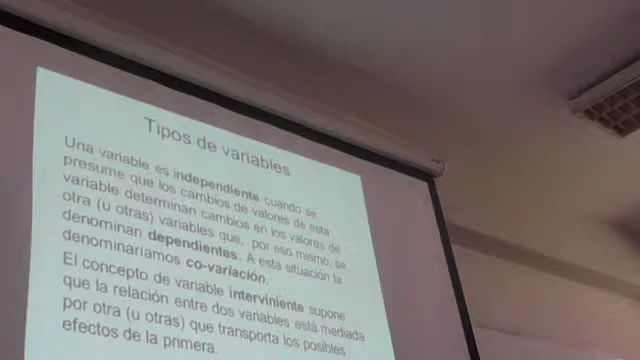 Tipos de variables
Una variable es independiente cuando se
presume que los cambios de valores de esta
variable determinan cambios en los valores de
otra (u otras) variables que, por eso mismo, se
denominan dependientes. A esta situación la
denominaríamos co-variación.
El concepto de variable interviniente supone
que la relación entre dos variables está mediada
por otra (u otras) que transporta los posibles
efectos de la primera.